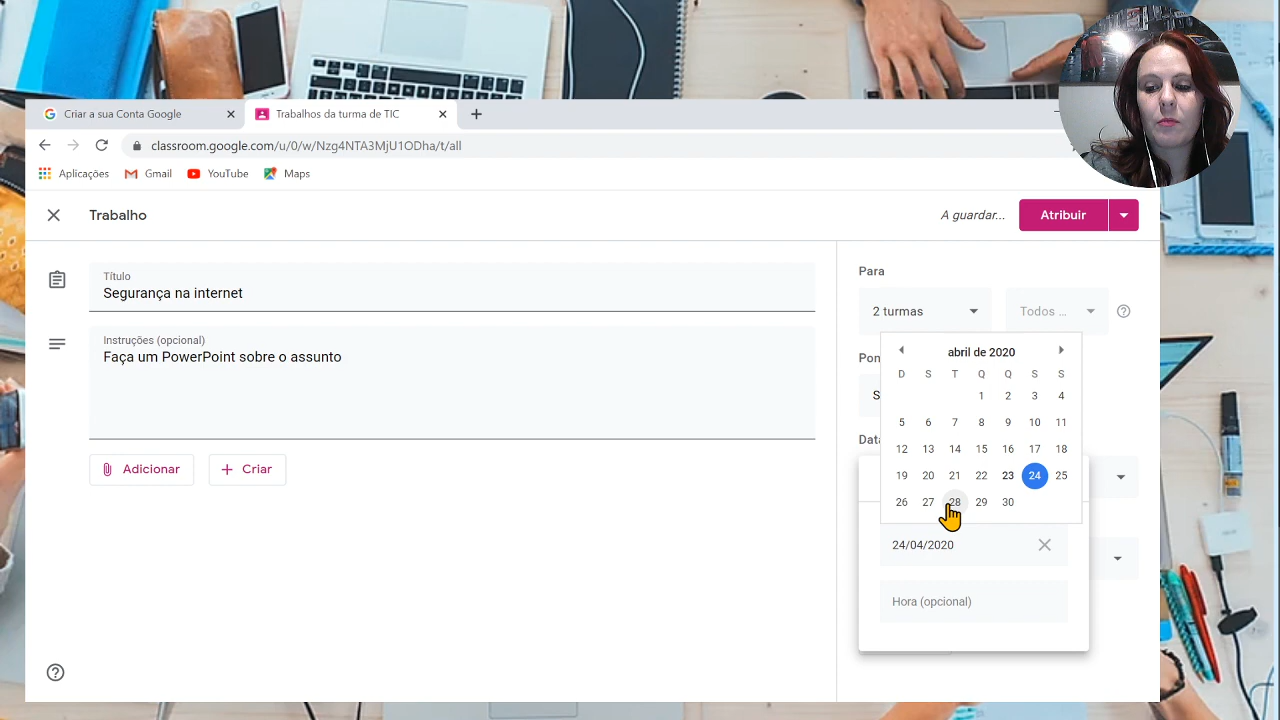 Criar a sua Conta Google
Trabalhos da turma de TIC
classroom.google.com/u/0/w/Nzg4NTA3MjU1ODha/t/all
Aplicações
Gmail
YouTube
Maps
Trabalho
A guardar...
Atribuir
Título
Segurança na internet
Instruções (opcional)
Faça um PowerPoint sobre o assunto
Adicionar
Criar
Para
2 turmas
Todos ...
Pon
S
Data
abril de 2020
D S T Q Q S S
1 2 3 4
5 6 7 8 9 10 11
12 13 14 15 16 17 18
19 20 21 22 23 24 25
26 27 28 29 30
24/04/2020
Hora (opcional)